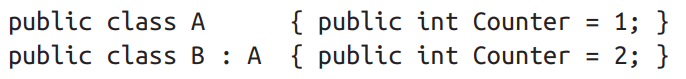 public class A      { public int Counter = 1; }
public class B : A  { public int Counter = 2; }